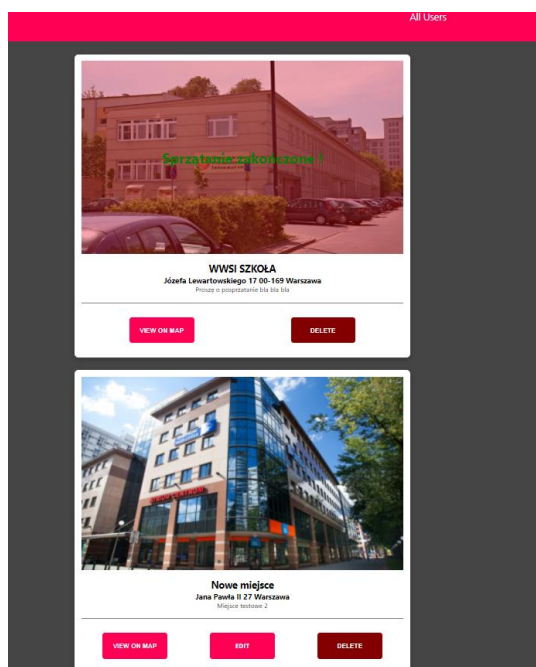 All Users
Sprzątanie zakończone !
WWSI SZKOŁA
Józefa Lewartowskiego 17 00-169 Warszawa
Proszę o posprzatanie bla bla bla
VIEW ON MAP
DELETE
Nowe miejsce
Jana Pawła II 27 Warszawa
Miejsce testowe 2
VIEW ON MAP
EDIT
DELETE